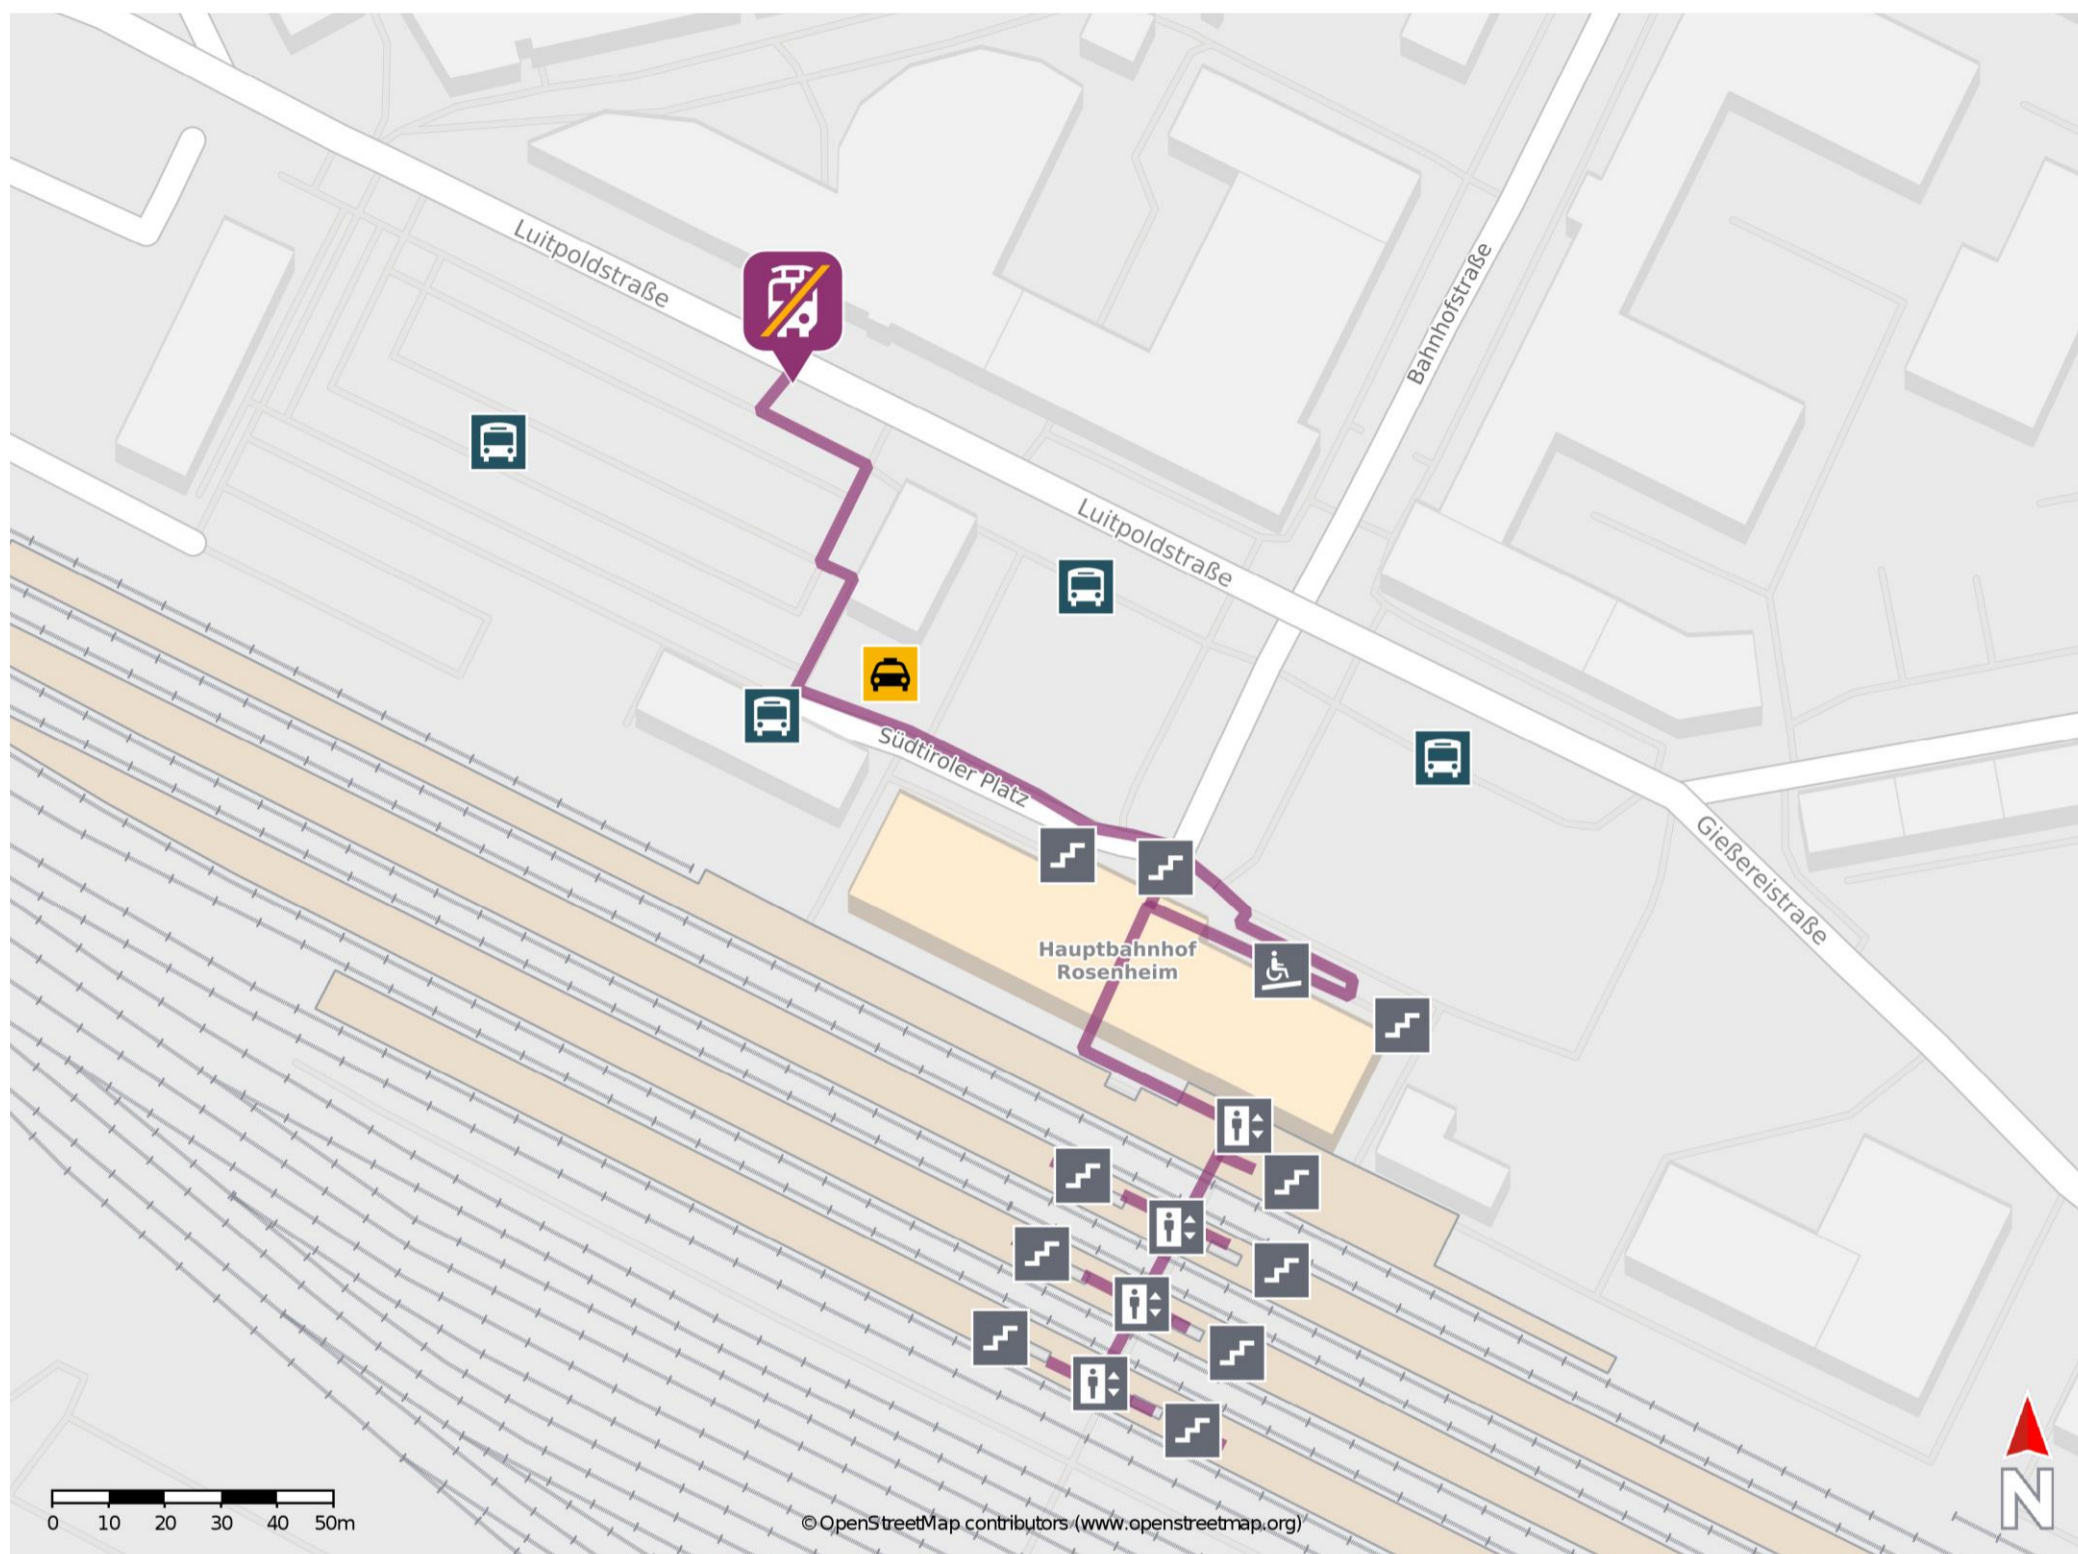 Luitpoldstraße
Bahnhofstraße
Luitpoldstraße
Südtiroler Platz
Gießereistraße
Hauptbahnhof
Rosenheim
0 10 20 30 40 50m
©OpenStreetMap contributors (www.openstreetmap.org)
N